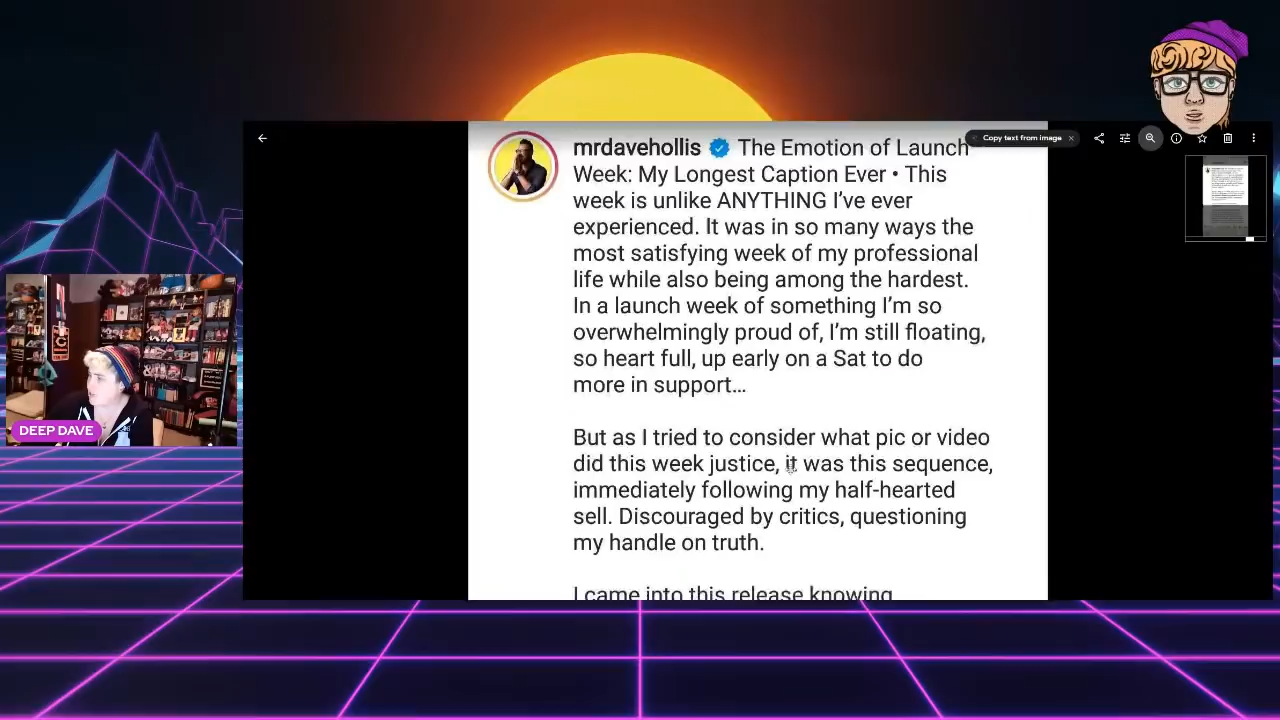 mrdavehollis The Emotion of Launch
Copy text from image
Week: My Longest Caption Ever • This
week is unlike ANYTHING I've ever
experienced. It was in so many ways the
most satisfying week of my professional
life while also being among the hardest.
In a launch week of something I'm so
overwhelmingly proud of, I'm still floating,
so heart full, up early on a Sat to do
more in support…
But as I tried to consider what pic or video
did this week justice, it was this sequence,
immediately following my half-hearted
sell. Discouraged by critics, questioning
my handle on truth.
I came into this release knowing
DEEP DAVE